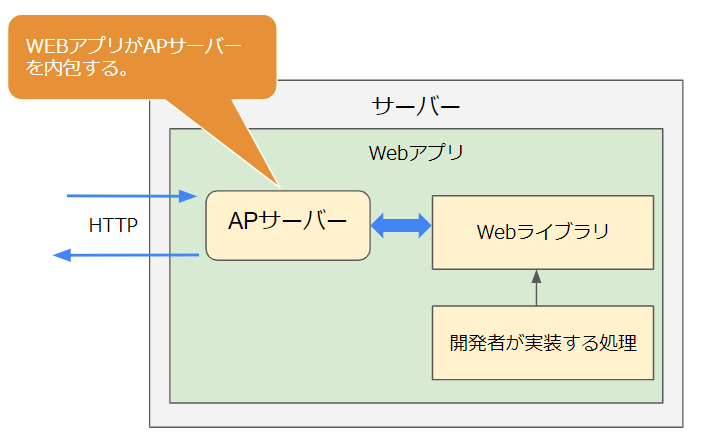 WEBアプリがAPサーバー
を内包する。
サーバー
Webアプリ
HTTP
APサーバー
Webライブラリ
開発者が実装する処理